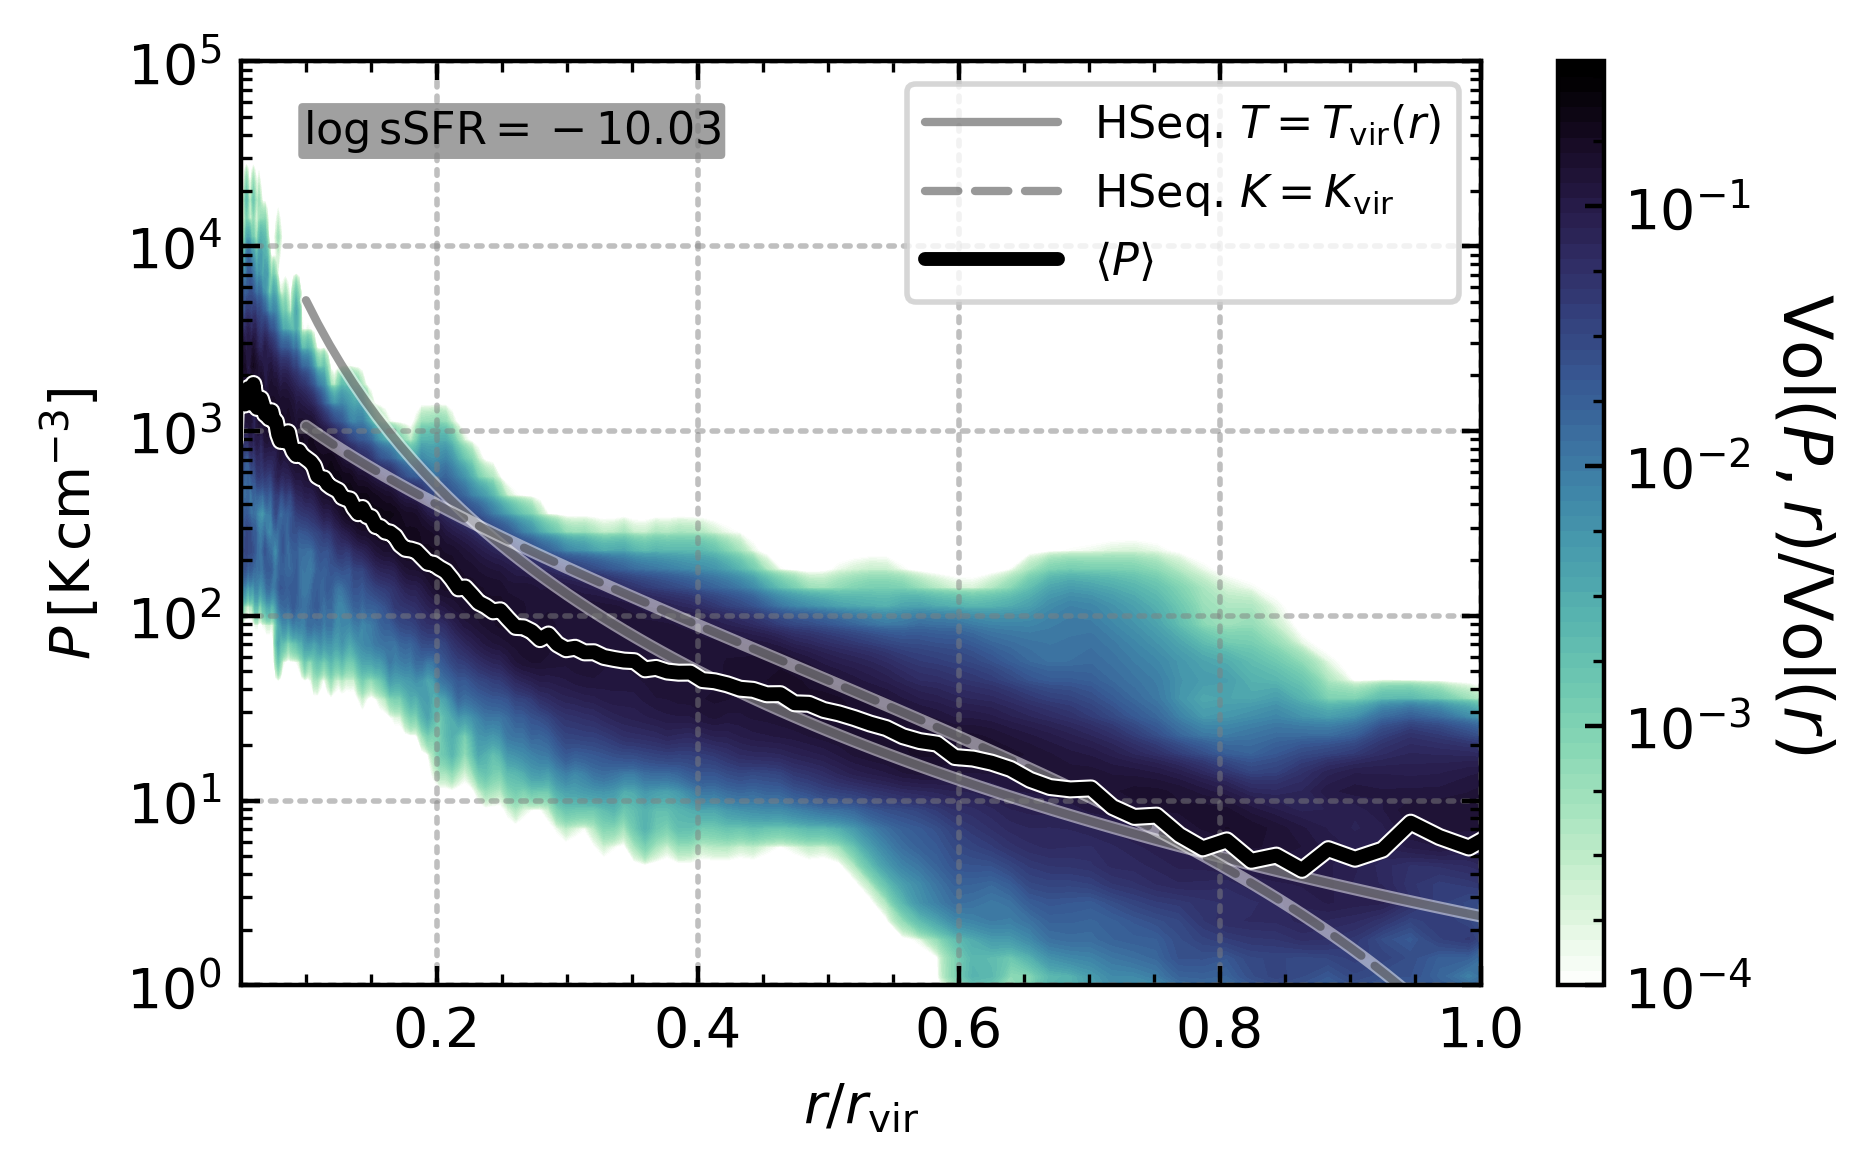 10^5
10^4
10^3
10^2
10^1
10^0
P [K cm^−3]
log sSFR = −10.03
HSeq. T = T_vir(r)
HSeq. K = K_vir
⟨P⟩
0.2 0.4 0.6 0.8 1.0
r/r_vir
10^−1
10^−2
10^−3
10^−4
Vol(P, r)/Vol(r)